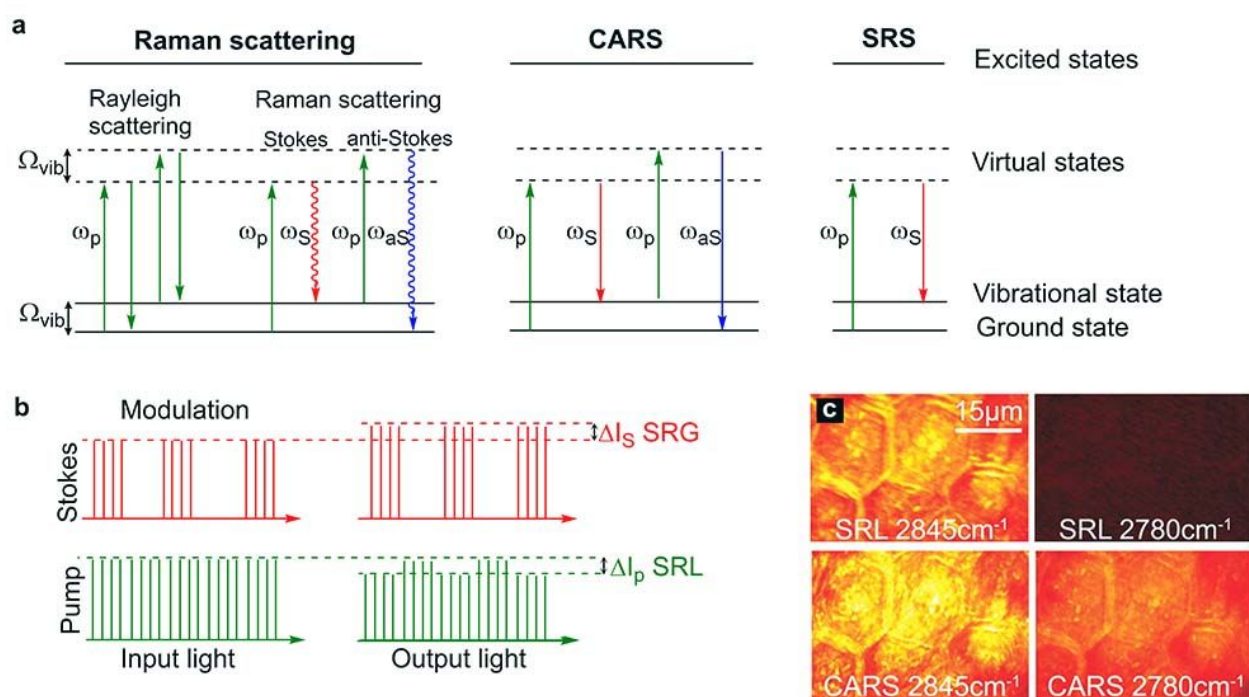 a
Raman scattering
CARS
SRS
Excited states
Rayleigh
scattering
Raman scattering
Stokes
anti-Stokes
Ωvib
Virtual states
ωp
ωp
ωS
ωp
ωaS
ωp
ωS
ωp
ωaS
ωp
ωS
Ωvib
Vibrational state
Ground state
b
Modulation
Stokes
ΔIS SRG
Pump
ΔIp SRL
Input light
Output light
c
15μm
SRL 2845cm-1
SRL 2780cm-1
CARS 2845cm-1
CARS 2780cm-1